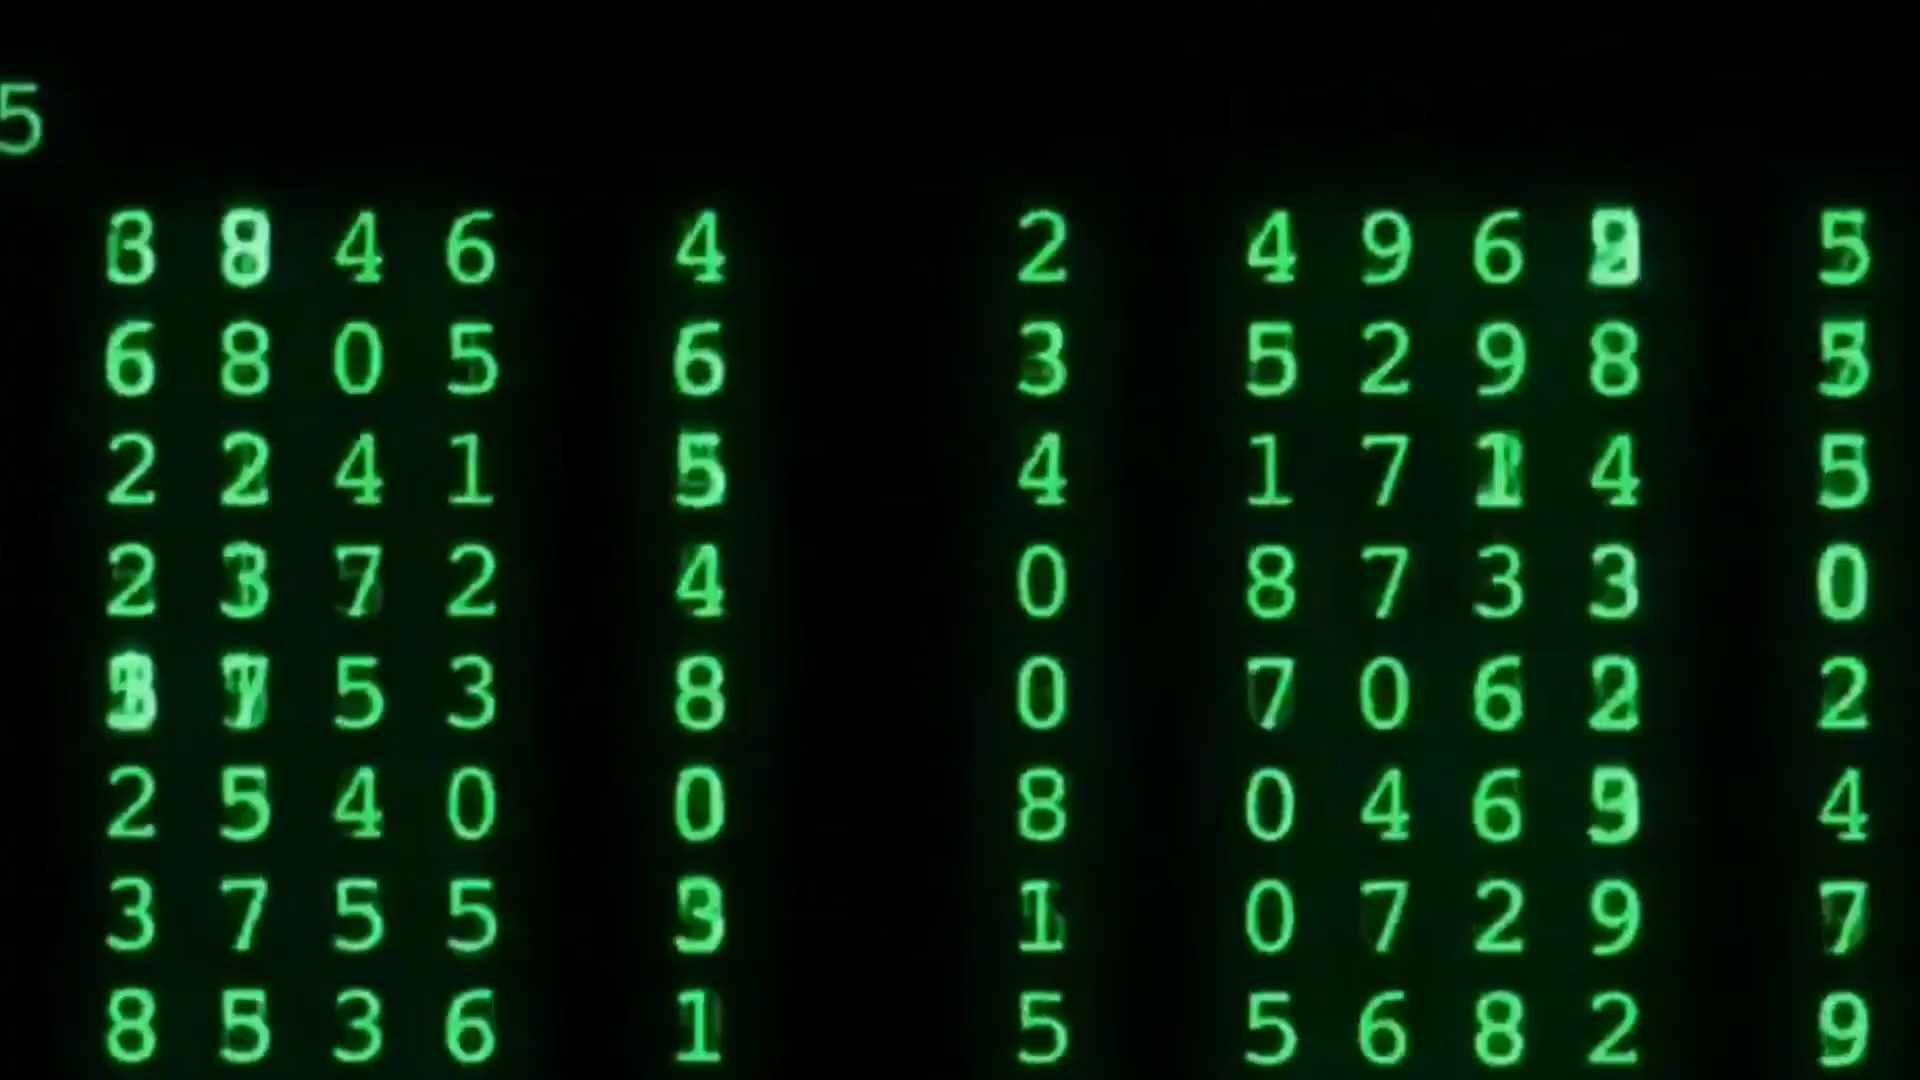 5
3 8 4 6 4 2 4 9 6 5
6 8 0 5 6 3 5 2 9 8 5
2 2 4 1 5 4 1 7 1 4 5
2 3 7 2 4 0 8 7 3 3 0
5 3 8 0 7 0 6 2 2
2 5 4 0 0 8 0 4 6 9 4
3 7 5 5 3 1 0 7 2 9 7
8 5 3 6 1 5 5 6 8 2 9